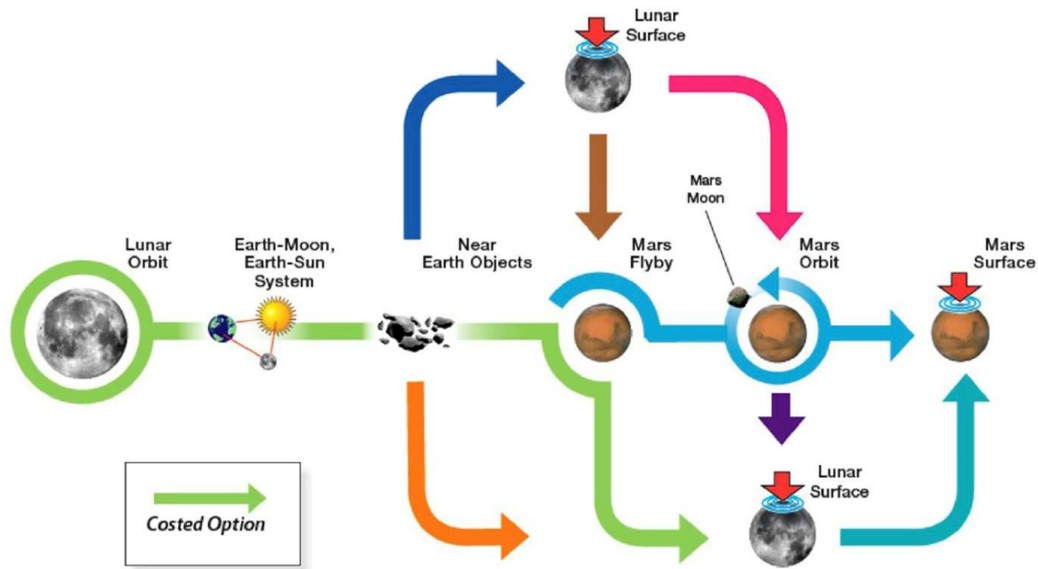 Lunar
Surface
Mars
Moon
Lunar
Orbit
Earth-Moon,
Earth-Sun
System
Near
Earth Objects
Mars
Flyby
Mars
Orbit
Mars
Surface
Lunar
Surface
Costed Option